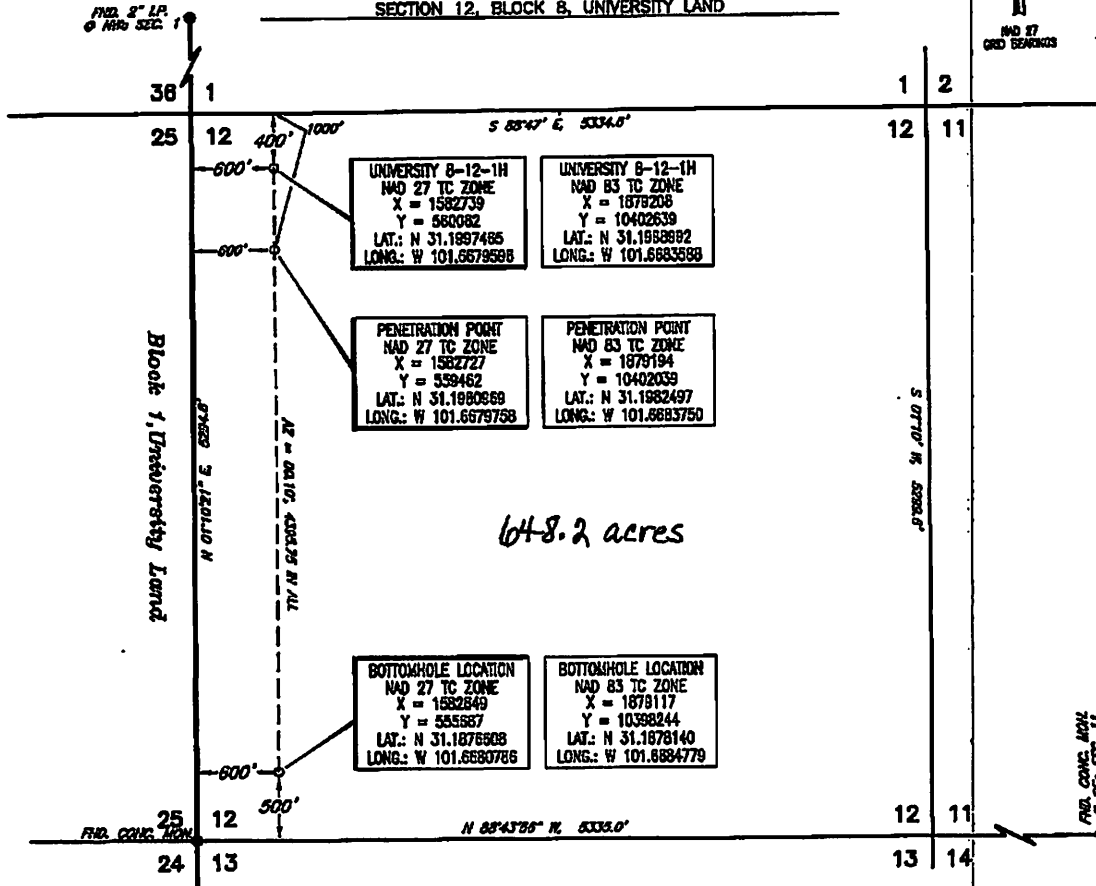 SECTION 12, BLOCK 8, UNIVERSITY LAND
FND. 2" I.P.
NAD 27
GRID BEARINGS
36 1
1 2
25 12
12 11
S 88°47' E, 5334.6'
400'
1000'
600'
600'
UNIVERSITY 8-12-1H
NAD 27 TC ZONE
X = 1582739
Y = 560082
LAT.: N 31.1997485
LONG.: W 101.6679598
UNIVERSITY 8-12-1H
NAD 83 TC ZONE
X = 1879208
Y = 10402639
LONG.: W 101.6683588
PENETRATION POINT
NAD 27 TC ZONE
X = 1582727
Y = 559462
LAT.: N 31.1980969
LONG.: W 101.6679758
PENETRATION POINT
NAD 83 TC ZONE
X = 1879194
Y = 10402039
LAT.: N 31.1982497
LONG.: W 101.6683750
Block 1, University Land
648.2 acres
BOTTOMHOLE LOCATION
NAD 27 TC ZONE
X = 1582649
Y = 555687
LAT.: N 31.1876608
LONG.: W 101.6680786
BOTTOMHOLE LOCATION
NAD 83 TC ZONE
X = 1879117
Y = 10398244
LAT.: N 31.1878140
LONG.: W 101.6684779
600'
500'
25 12
12 11
FND. CONC. MON.
N 88°43'56" W, 5335.0'
24 13
13 14
FND. CONC. MON.